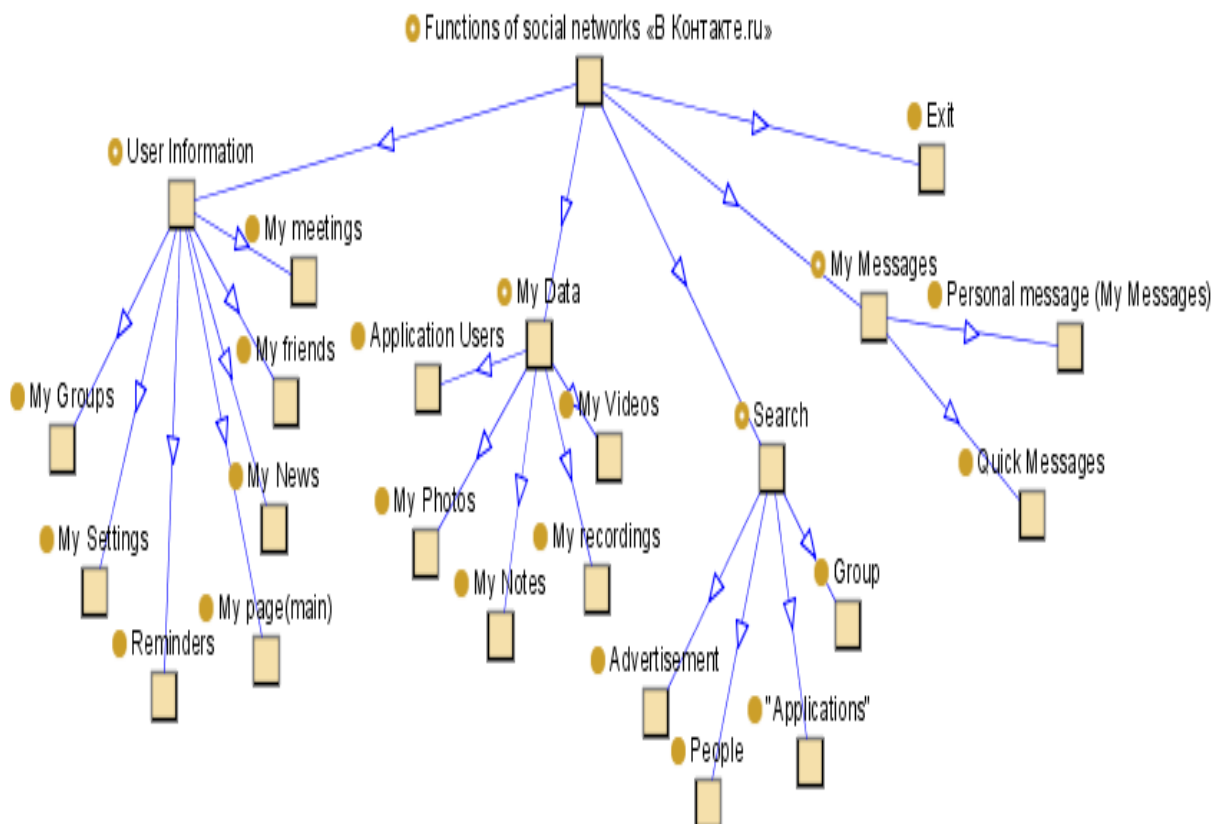 Functions of social networks «В Контакте.ru»
Exit
User Information
My meetings
My Messages
My Data
Personal message (My Messages)
Application Users
My friends
My Groups
My Videos
Search
Quick Messages
My News
My Photos
My Settings
My recordings
Group
My Notes
My page(main)
Reminders
Advertisement
"Applications"
People